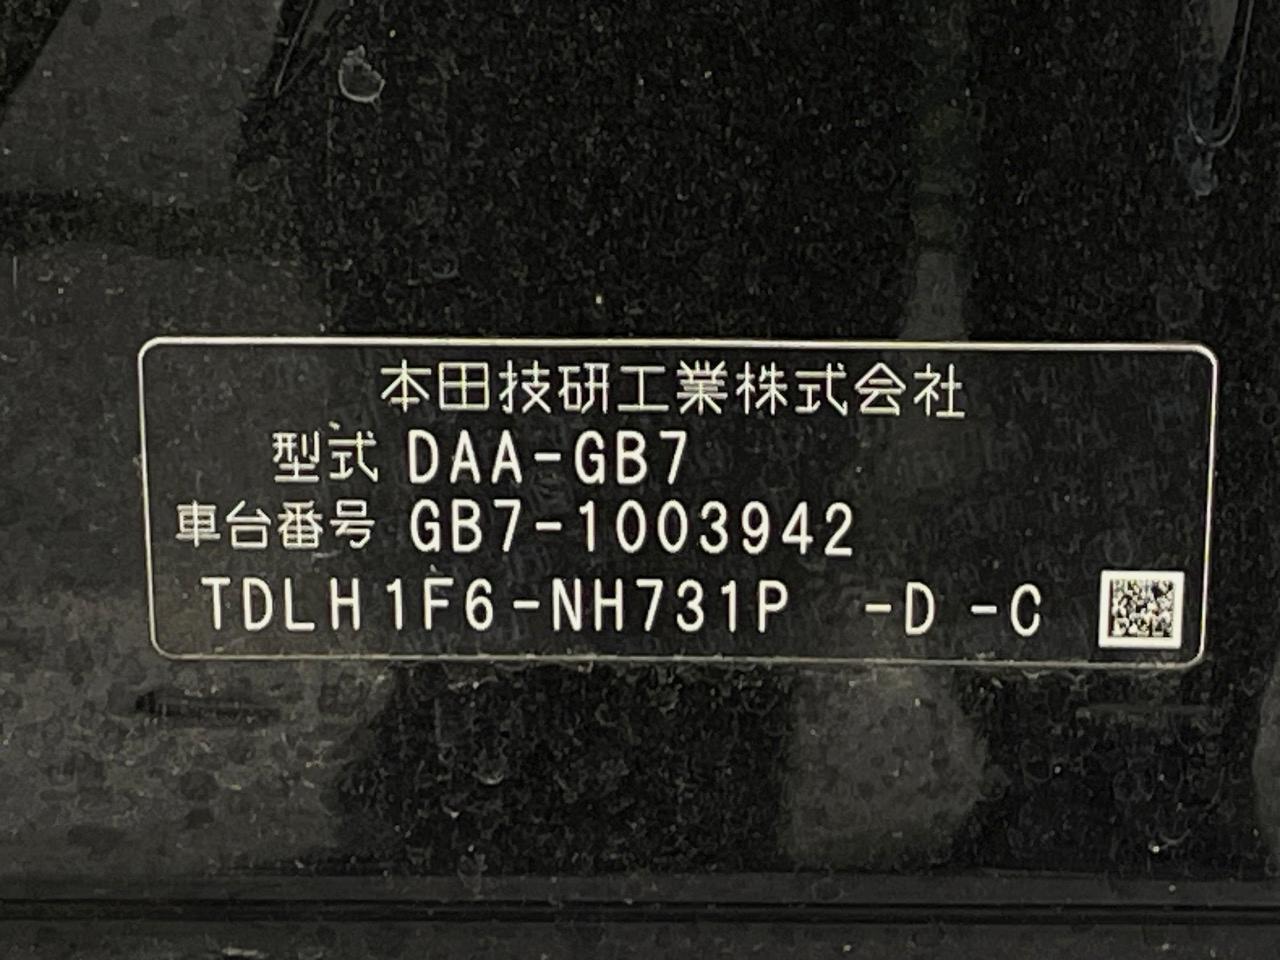 本田技研工業株式会社
型式 DAA-GB7
車台番号 GB7-1003942
TDLH1F6-NH731P -D -C